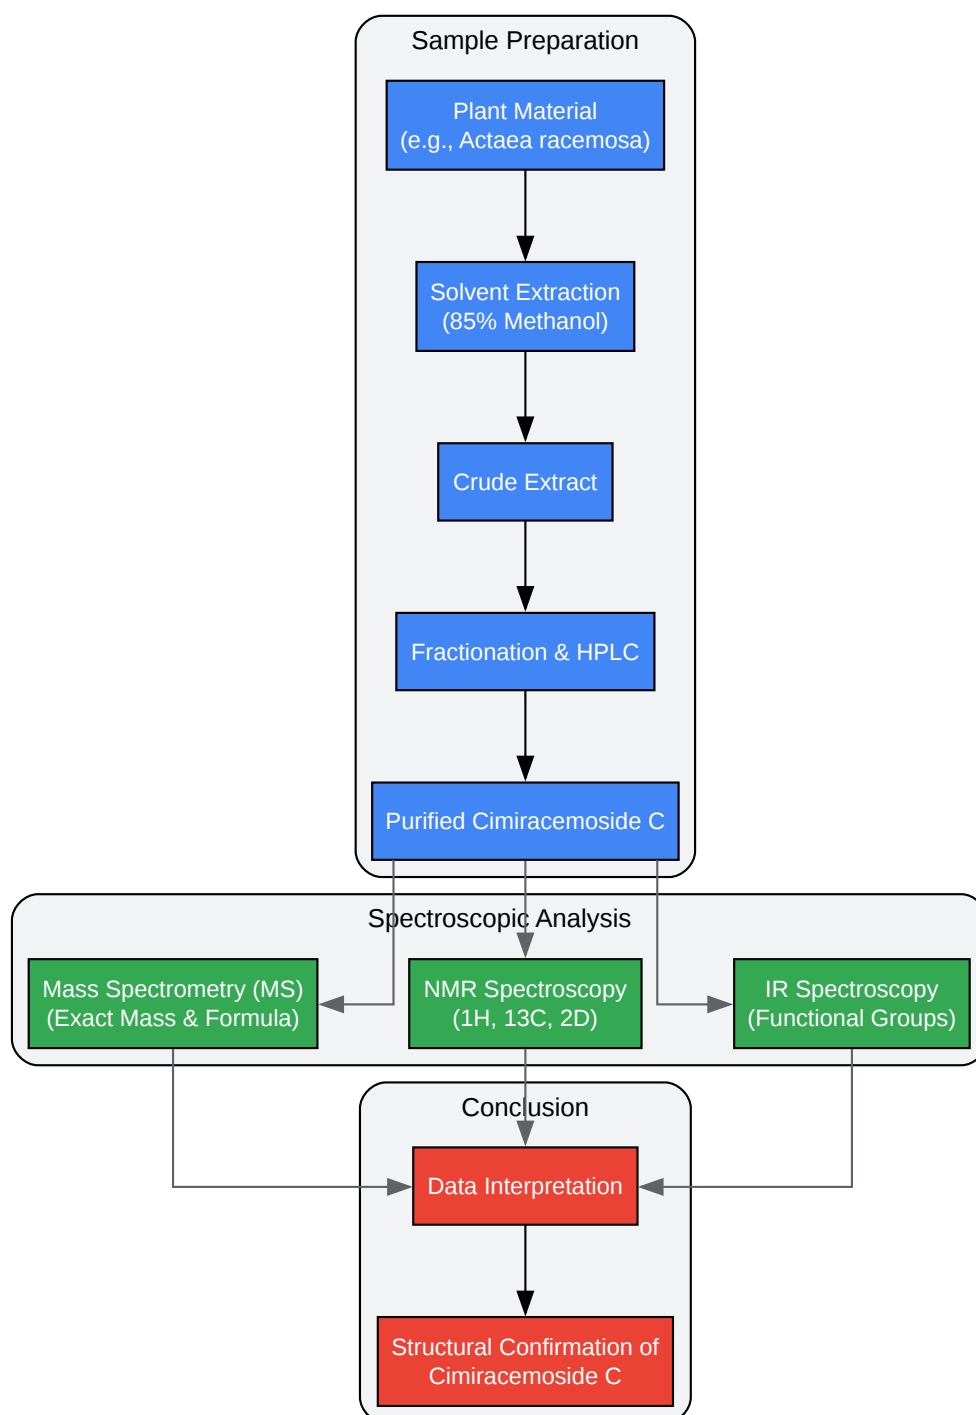 Sample Preparation
Plant Material
(e.g., Actaea racemosa)
Solvent Extraction
(85% Methanol)
Crude Extract
Fractionation & HPLC
Purified Cimiracemoside C
Spectroscopic Analysis
Mass Spectrometry (MS)
(Exact Mass & Formula)
NMR Spectroscopy
(1H, 13C, 2D)
IR Spectroscopy
(Functional Groups)
Conclusion
Data Interpretation
Structural Confirmation of
Cimiracemoside C